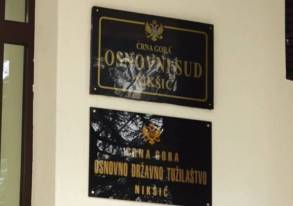 CRNA GORA
OSNOVNI SUD
NIKŠIĆ
CRNA GORA
OSNOVNO DRŽAVNO TUŽILAŠTVO
NIKŠIĆ